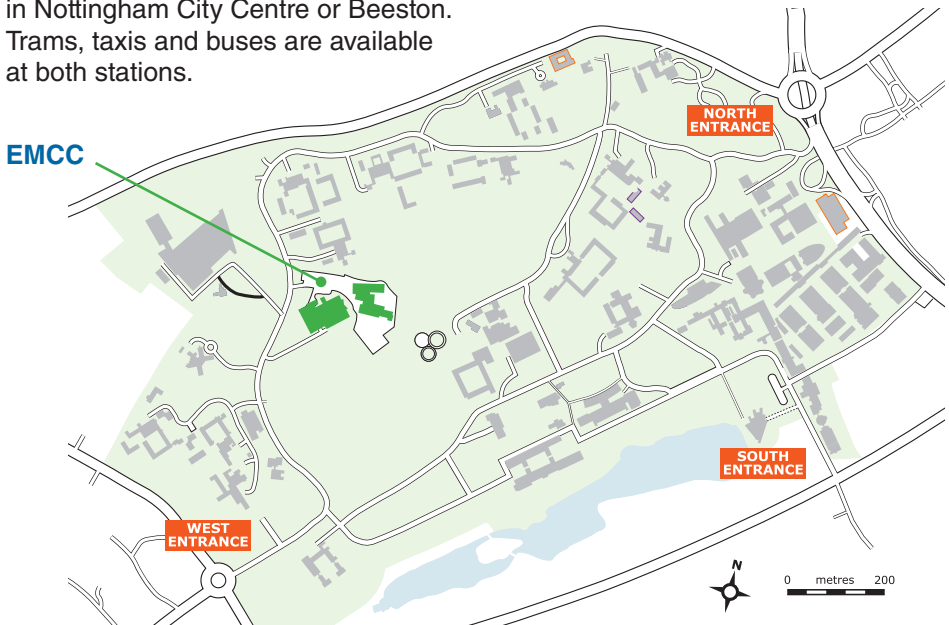 in Nottingham City Centre or Beeston.
Trams, taxis and buses are available
at both stations.
NORTH
ENTRANCE
EMCC
SOUTH
ENTRANCE
WEST
ENTRANCE
N
0 metres 200